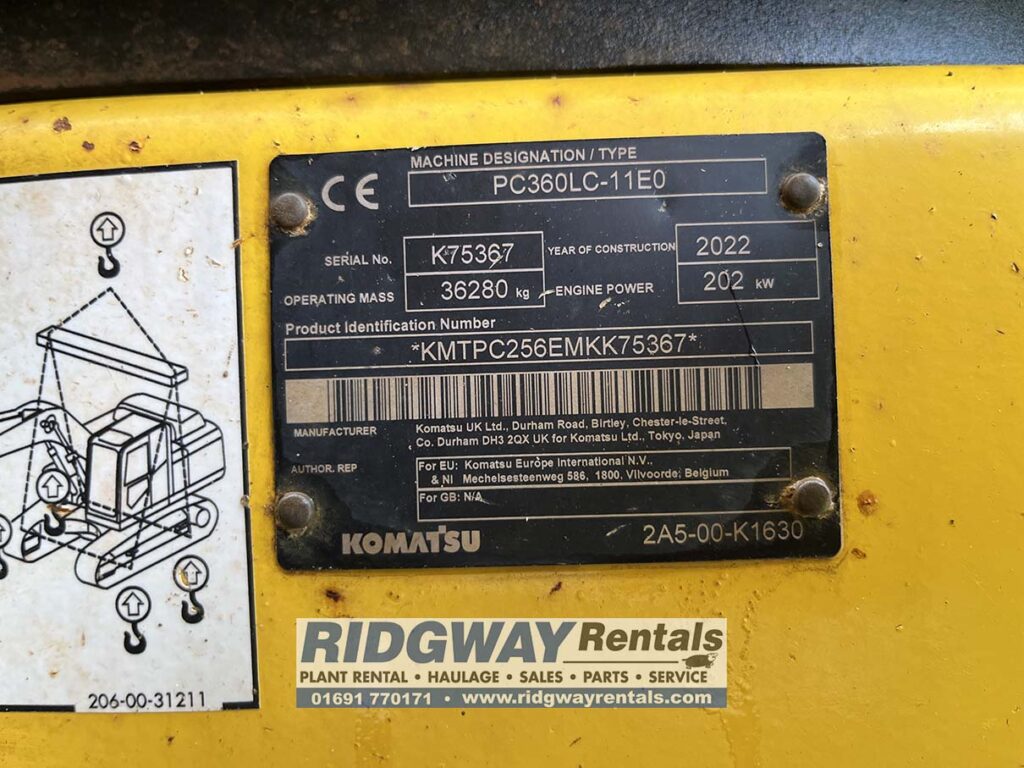 MACHINE DESIGNATION / TYPE
CE
PC360LC-11E0
SERIAL No.
K75367
YEAR OF CONSTRUCTION
2022
OPERATING MASS
36280 kg
ENGINE POWER
202 kW
Product Identification Number
*KMTPC256EMKK75367*
MANUFACTURER
Komatsu UK Ltd., Durham Road, Birtley, Chester-le-Street,
Co. Durham DH3 2QX UK for Komatsu Ltd., Tokyo, Japan
AUTHOR. REP
For EU: Komatsu Europe International N.V.,
& NI Mechelsesteenweg 586, 1800. Vilvoorde, Belgium
For GB: N/A
KOMATSU
2A5-00-K1630
206-00-31211
RIDGWAY Rentals
PLANT RENTAL • HAULAGE • SALES • PARTS • SERVICE
01691 770171 • www.ridgwayrentals.com